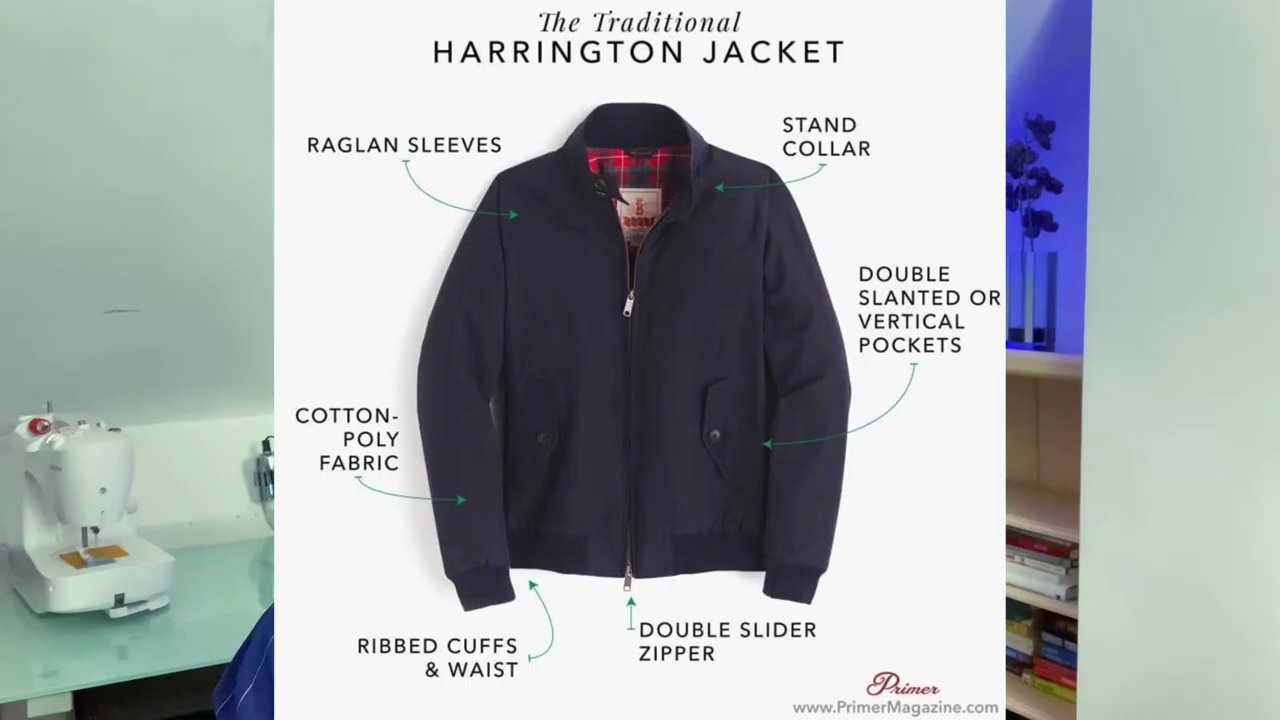 The Traditional
HARRINGTON JACKET
RAGLAN SLEEVES
STAND
COLLAR
DOUBLE
SLANTED OR
VERTICAL
POCKETS
COTTON-
POLY
FABRIC
RIBBED CUFFS
& WAIST
DOUBLE SLIDER
ZIPPER
Primer
www.PrimerMagazine.com